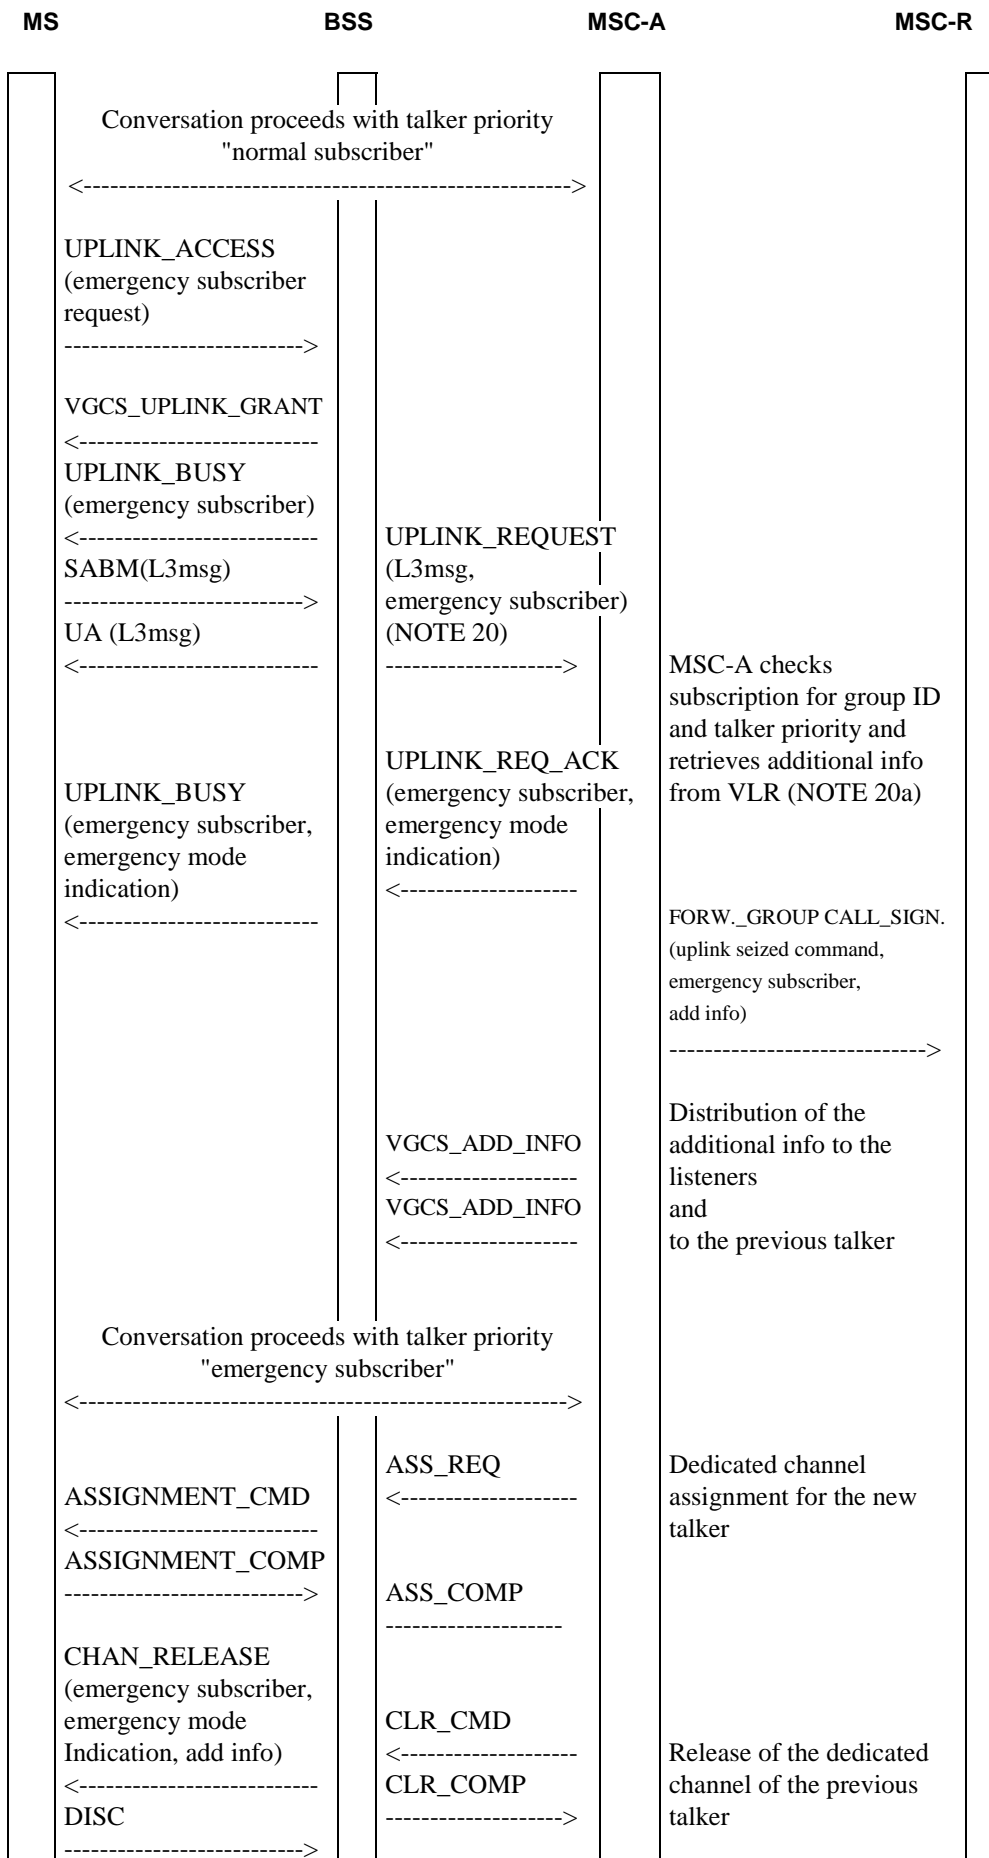 MS BSS MSC-A MSC-R
Conversation proceeds with talker priority
"normal subscriber"
<------------------------------------------------------->
UPLINK_ACCESS
(emergency subscriber
request)
--------------------------->
VGCS_UPLINK_GRANT
<---------------------------
UPLINK_BUSY
(emergency subscriber)
<---------------------------
SABM(L3msg)
--------------------------->
UA (L3msg)
<---------------------------
UPLINK_REQUEST
(L3msg,
emergency subscriber)
(NOTE 20)
-------------------->
MSC-A checks
subscription for group ID
and talker priority and
retrieves additional info
from VLR (NOTE 20a)
UPLINK_REQ_ACK
(emergency subscriber,
emergency mode
indication)
<--------------------
UPLINK_BUSY
(emergency subscriber,
emergency mode
indication)
<---------------------------
FORW._GROUP CALL_SIGN.
(uplink seized command,
emergency subscriber,
add info)
----------------------------->
VGCS_ADD_INFO
<--------------------
VGCS_ADD_INFO
<--------------------
Distribution of the
additional info to the
listeners
and
to the previous talker
Conversation proceeds with talker priority
"emergency subscriber"
<------------------------------------------------------->
ASS_REQ
<--------------------
Dedicated channel
assignment for the new
talker
ASSIGNMENT_CMD
<---------------------------
ASSIGNMENT_COMP
--------------------------->
ASS_COMP
--------------------
CHAN_RELEASE
(emergency subscriber,
emergency mode
Indication, add info)
<---------------------------
DISC
--------------------------->
CLR_CMD
<--------------------
CLR_COMP
-------------------->
Release of the dedicated
channel of the previous
talker